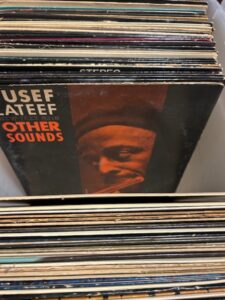 STEREO
USEF
LATEEF
OTHER
SOUNDS